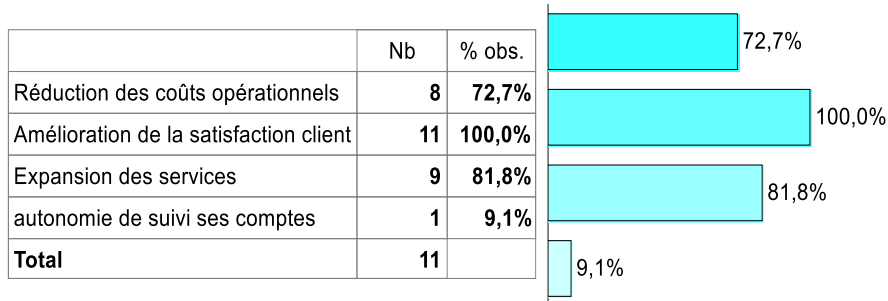 Nb % obs.
Réduction des coûts opérationnels 8 72,7%
Amélioration de la satisfaction client 11 100,0%
Expansion des services 9 81,8%
autonomie de suivi ses comptes 1 9,1%
Total 11
72,7%
100,0%
81,8%
9,1%